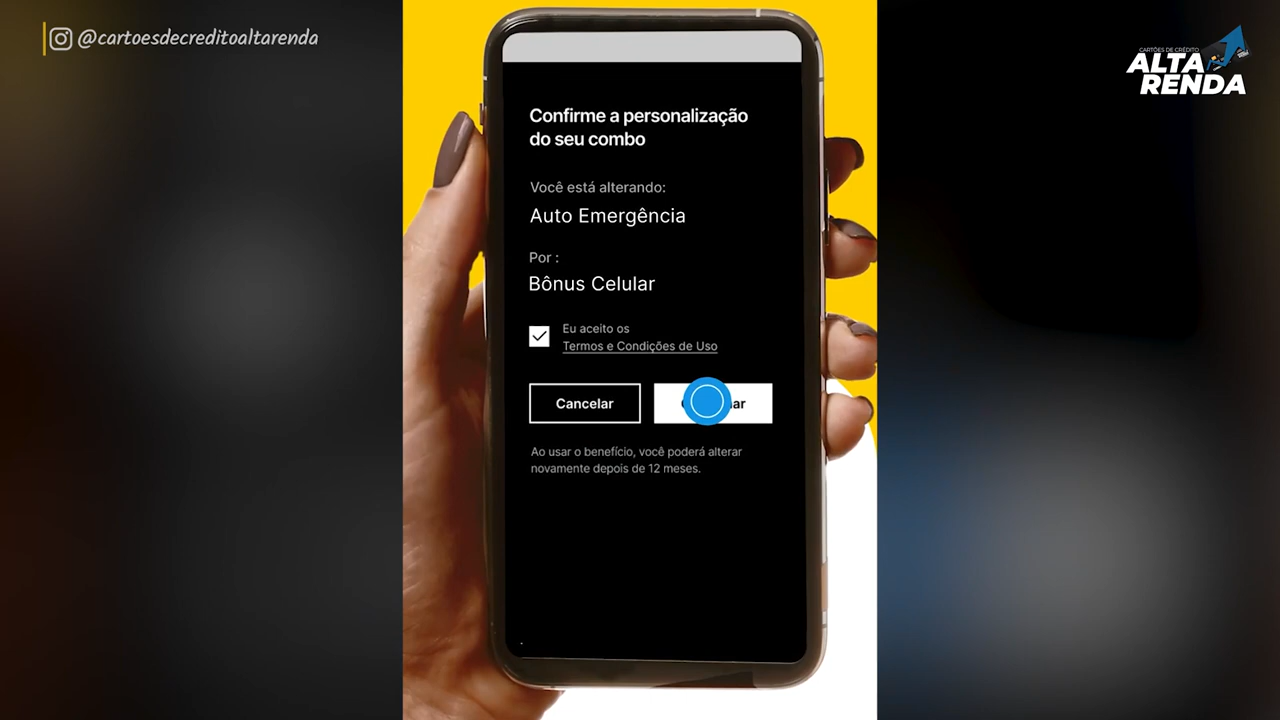 @cartoesdecreditoaltarenda
CARTÕES DE CRÉDITO
ALTA
RENDA
Confirme a personalização
do seu combo
Você está alterando:
Auto Emergência
Por :
Bônus Celular
Eu aceito os
Termos e Condições de Uso
Cancelar
Ao usar o benefício, você poderá alterar
novamente depois de 12 meses.